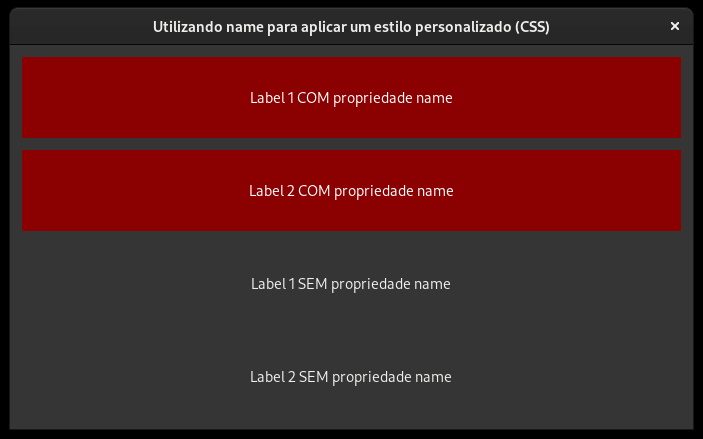 Utilizando name para aplicar um estilo personalizado (CSS)
Label 1 COM propriedade name
Label 2 COM propriedade name
Label 1 SEM propriedade name
Label 2 SEM propriedade name